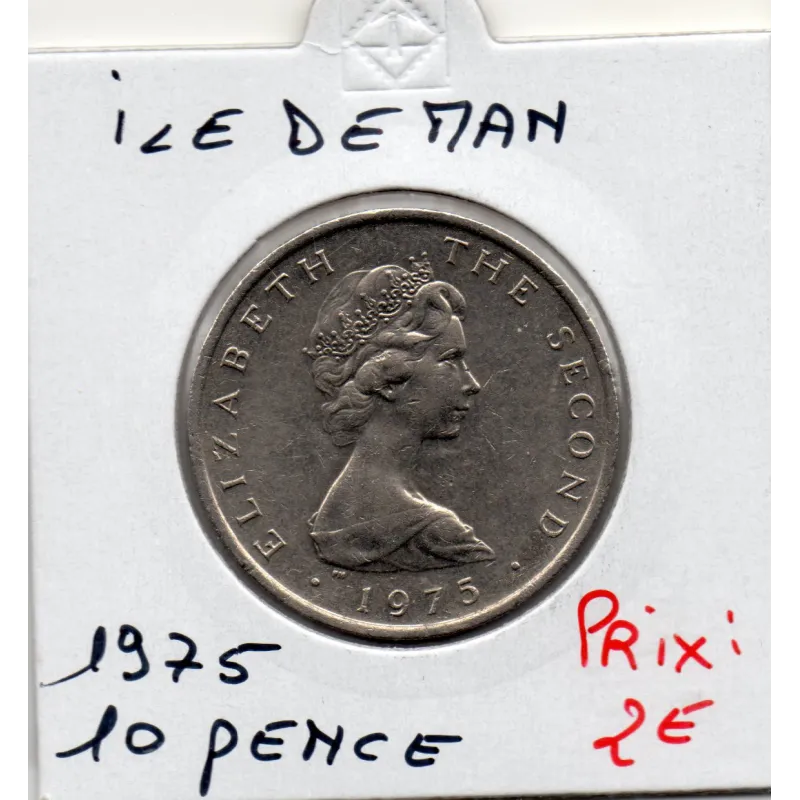 iLE DE MAN
ELIZABETH THE SECOND
• 1975 •
1975
10 PENCE
PRiX:
2E